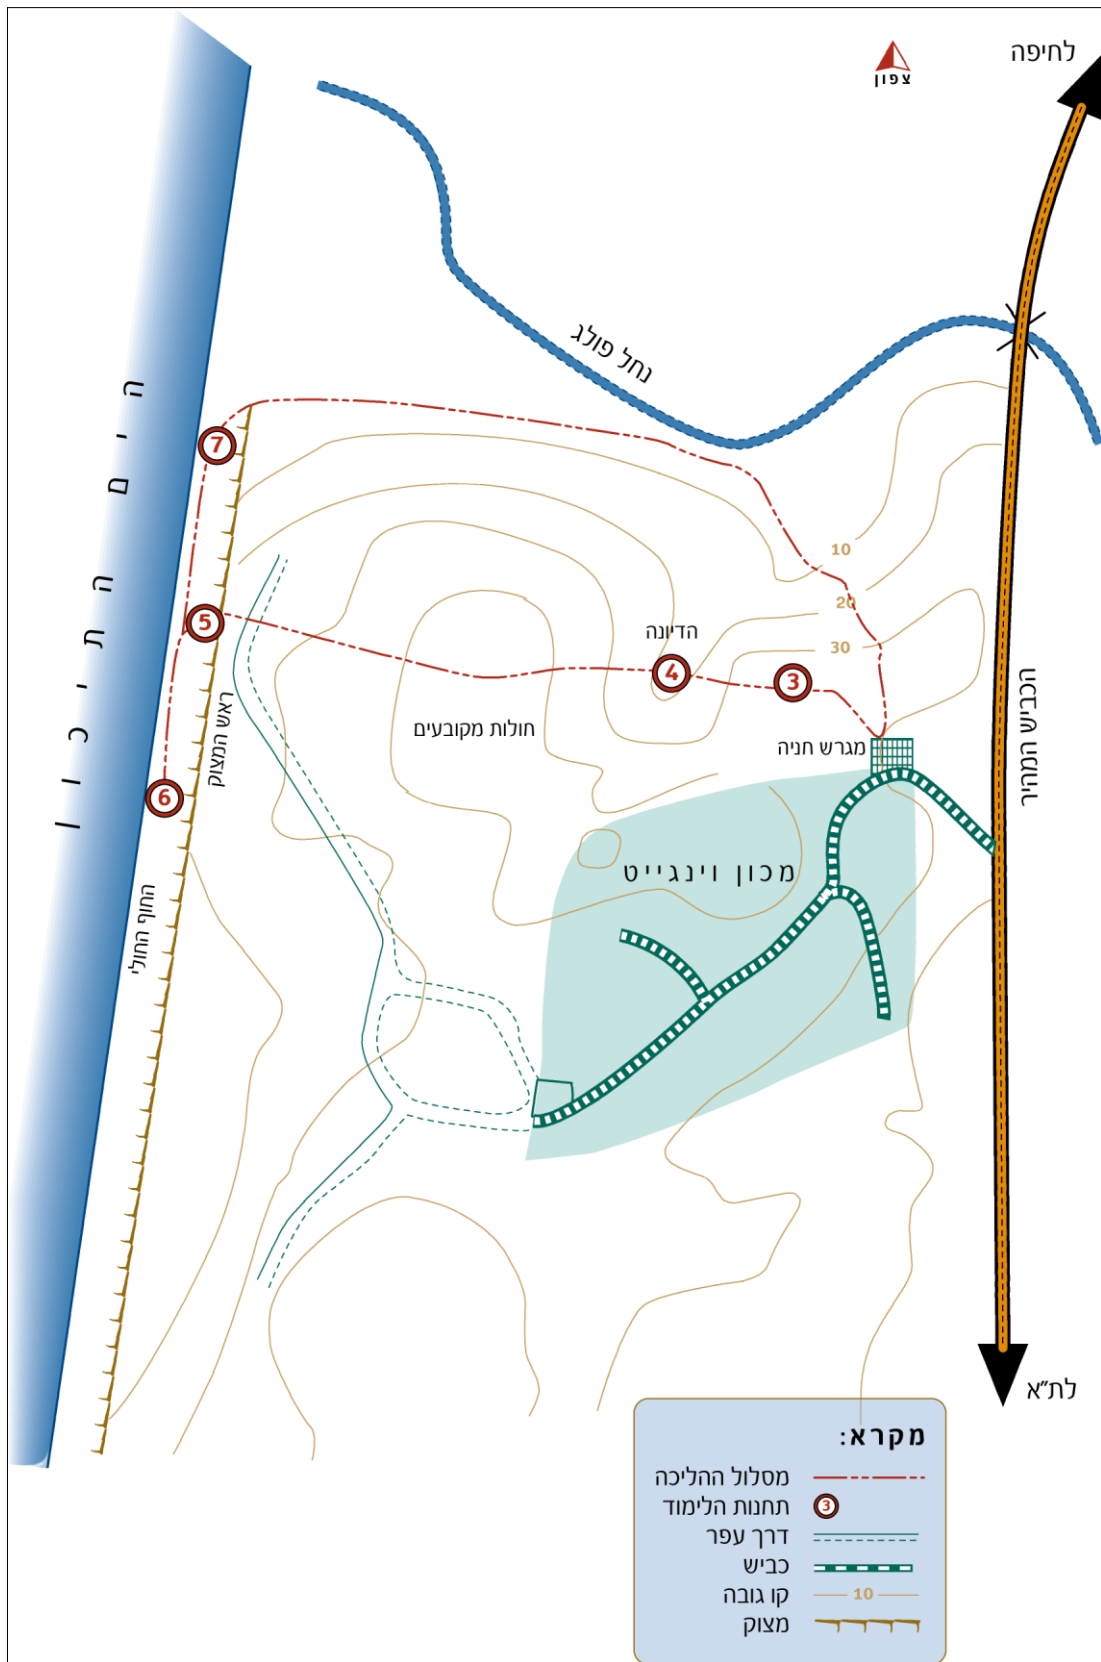 לחיפה
צפון
נחל פולג
הים התיכון
7
10
20
30
הדיונה
5
4
3
ראש המצוק
חולות מקובעים
מגרש חניה
הכביש המהיר
6
מכון וינגייט
החוף החולי
לת"א
מקרא:
מסלול ההליכה
תחנות הלימוד 3
דרך עפר
כביש
קו גובה 10
מצוק